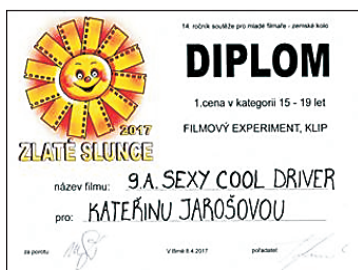 14. ročník soutěže pro mladé filmaře - zemské kolo
DIPLOM
1.cena v kategorii 15 - 19 let
FILMOVÝ EXPERIMENT, KLIP
2017
ZLATÉ SLUNCE
název filmu: 9.A. SEXY COOL DRIVER
pro: KATEŘINU JAROŠOVOU
za porotu
V Brně 8.4.2017
pořadatel